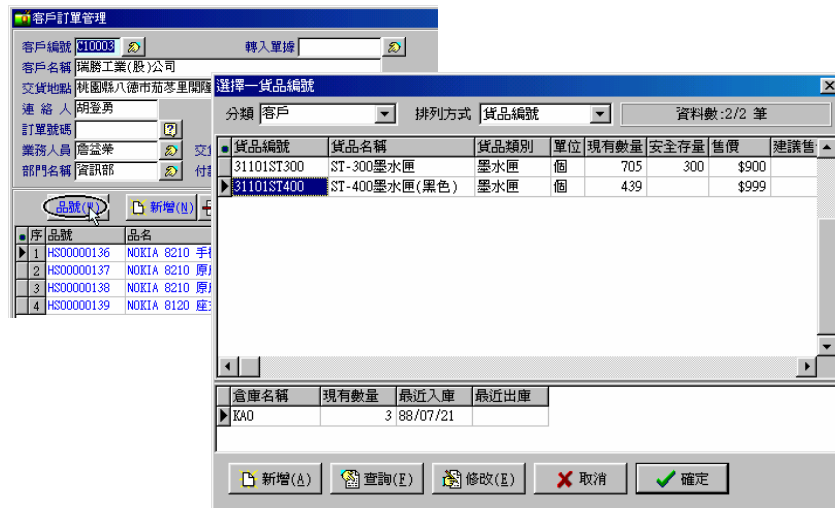 客戶訂單管理
客戶編號 C10003 轉入單據
客戶名稱 瑞勝工業(股)公司
交貨地點 桃園縣八德市茄苳里開隆
連 絡 人 胡登勇
訂單號碼
業務人員 詹益榮 交
部門名稱 資訊部 付
品號(W) 新增(N)
序 品號 品名
1 HS00000136 NOKIA 8210 手
2 HS00000137 NOKIA 8210 原
3 HS00000138 NOKIA 8210 原
4 HS00000139 NOKIA 8120 座
選擇一貨品編號
分類 客戶 排列方式 貨品編號 資料數:2/2 筆
貨品編號 貨品名稱 貨品類別 單位 現有數量 安全存量 售價 建議售
31101ST300 ST-300墨水匣 墨水匣 個 705 300 $900
31101ST400 ST-400墨水匣(黑色) 墨水匣 個 439 $999
倉庫名稱 現有數量 最近入庫 最近出庫
KAO 3 88/07/21
新增(A) 查詢(F) 修改(E) 取消 確定